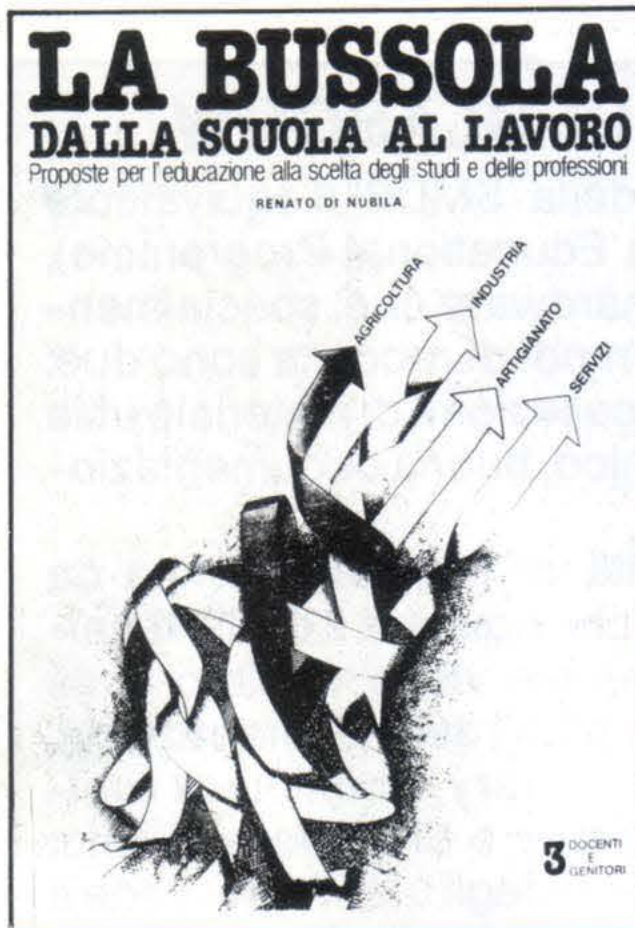 LA BUSSOLA
DALLA SCUOLA AL LAVORO
Proposte per l'educazione alla scelta degli studi e delle professioni
RENATO DI NUBILA
AGRICOLTURA
INDUSTRIA
ARTIGIANATO
SERVIZI
3 DOCENTI
E
GENITORI